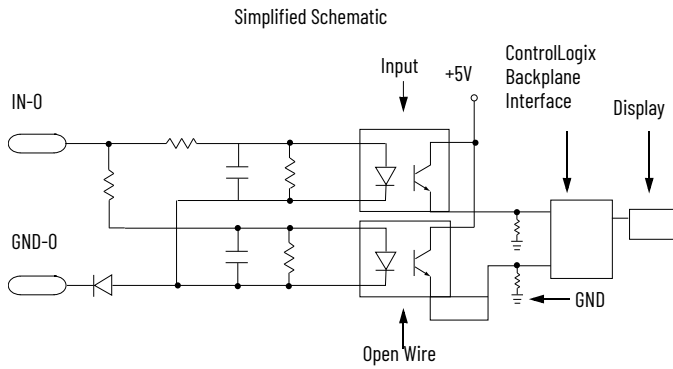 Simplified Schematic
ControlLogix
Backplane
Interface
Input
+5V
Display
IN-0
GND-0
GND
Open Wire